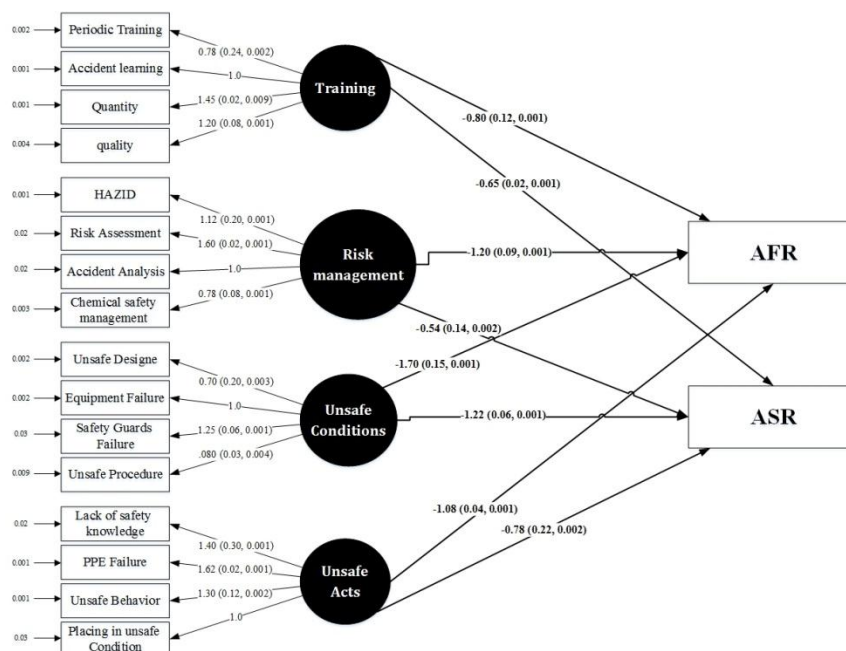 0.002
Periodic Training
0.78 (0.24, 0.002)
0.001
Accident learning
1.0
0.001
Quantity
1.45 (0.02, 0.009)
0.004
quality
1.20 (0.08, 0.001)
Training
-0.80 (0.12, 0.001)
-0.65 (0.02, 0.001)
0.001
HAZID
1.12 (0.20, 0.001)
0.02
Risk Assessment
1.60 (0.02, 0.001)
0.02
Accident Analysis
1.0
0.003
Chemical safety
management
0.78 (0.08, 0.001)
Risk
management
-1.20 (0.09, 0.001)
-0.54 (0.14, 0.002)
AFR
0.002
Unsafe Designe
0.70 (0.20, 0.003)
0.002
Equipment Failure
1.0
0.03
Safety Guards
Failure
1.25 (0.06, 0.001)
0.009
Unsafe Procedure
.080 (0.03, 0.004)
Unsafe
Conditions
-1.70 (0.15, 0.001)
-1.22 (0.06, 0.001)
ASR
0.02
Lack of safety
knowledge
1.40 (0.30, 0.001)
0.001
PPE Failure
1.62 (0.02, 0.001)
0.001
Unsafe Behavior
1.30 (0.12, 0.002)
0.03
Placing in unsafe
Condition
1.0
Unsafe
Acts
-1.08 (0.04, 0.001)
-0.78 (0.22, 0.002)